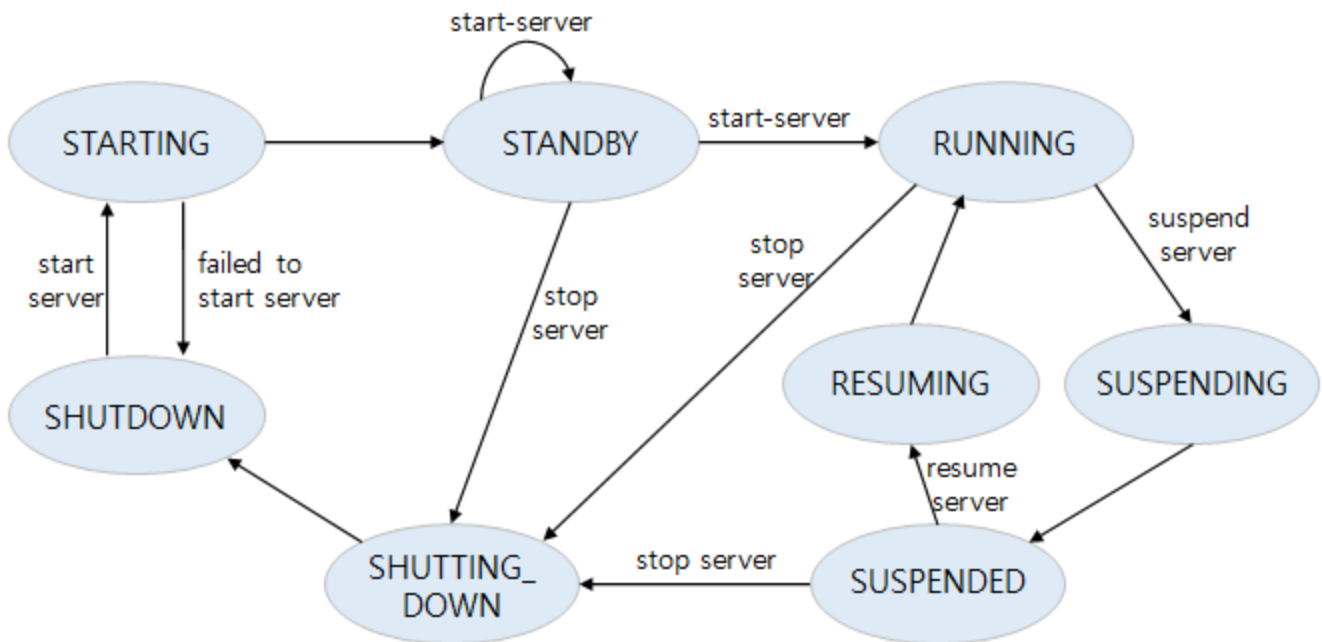 start-server
STARTING
STANDBY
start-server
RUNNING
start
server
failed to
start server
stop
server
stop
server
suspend
server
RESUMING
SUSPENDING
SHUTDOWN
resume
server
SHUTTING_
DOWN
stop server
SUSPENDED